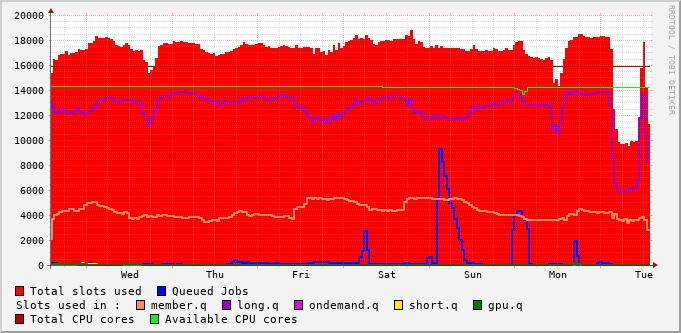 20000
18000
16000
14000
12000
10000
8000
6000
4000
2000
0
Wed Thu Fri Sat Sun Mon Tue
RRDTOOL / TOBI OETIKER
Total slots used Queued Jobs
Slots used in : member.q long.q ondemand.q short.q gpu.q
Total CPU cores Available CPU cores